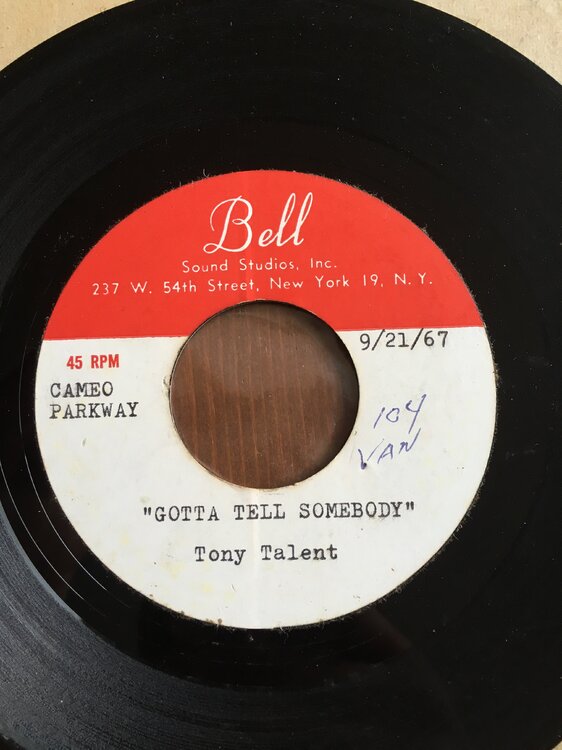 Bell
Sound Studios, Inc.
237 W. 54th Street, New York 19, N. Y.
9/21/67
45 RPM
CAMEO
PARKWAY
104
VAN
"GOTTA TELL SOMEBODY"
Tony Talent